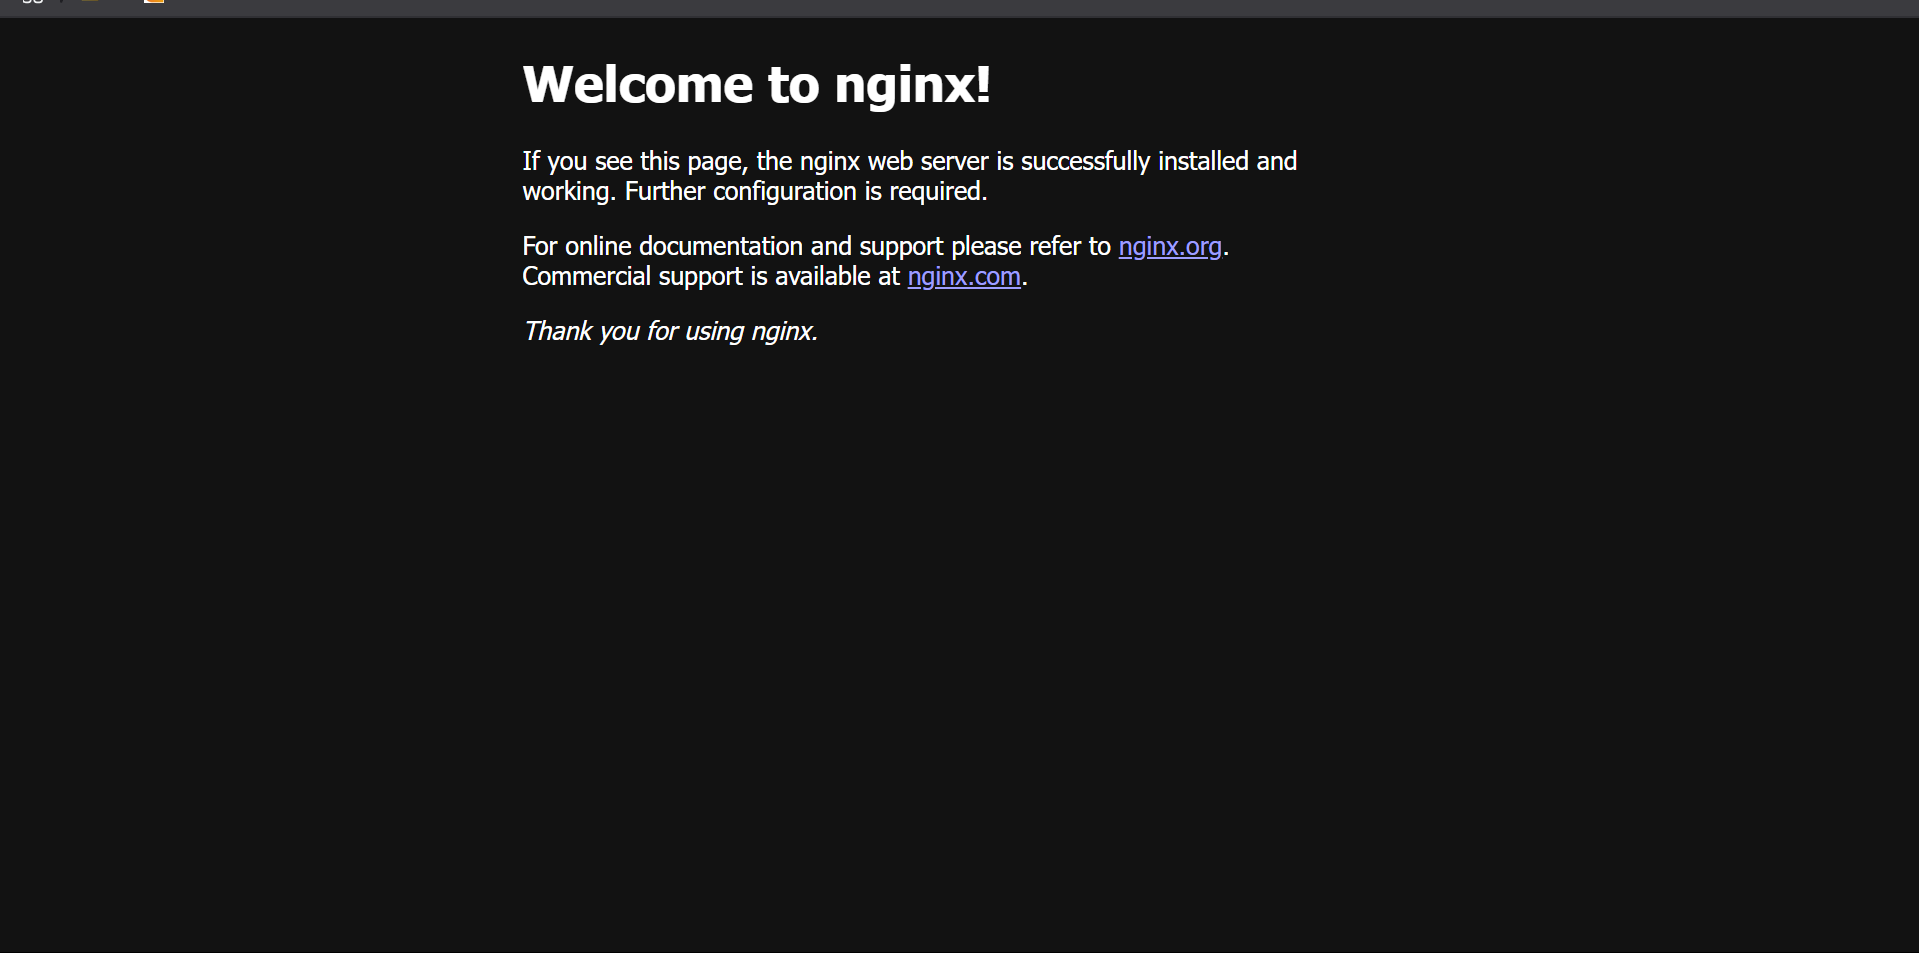 Welcome to nginx!
If you see this page, the nginx web server is successfully installed and
working. Further configuration is required.
For online documentation and support please refer to nginx.org.
Commercial support is available at nginx.com.
Thank you for using nginx.